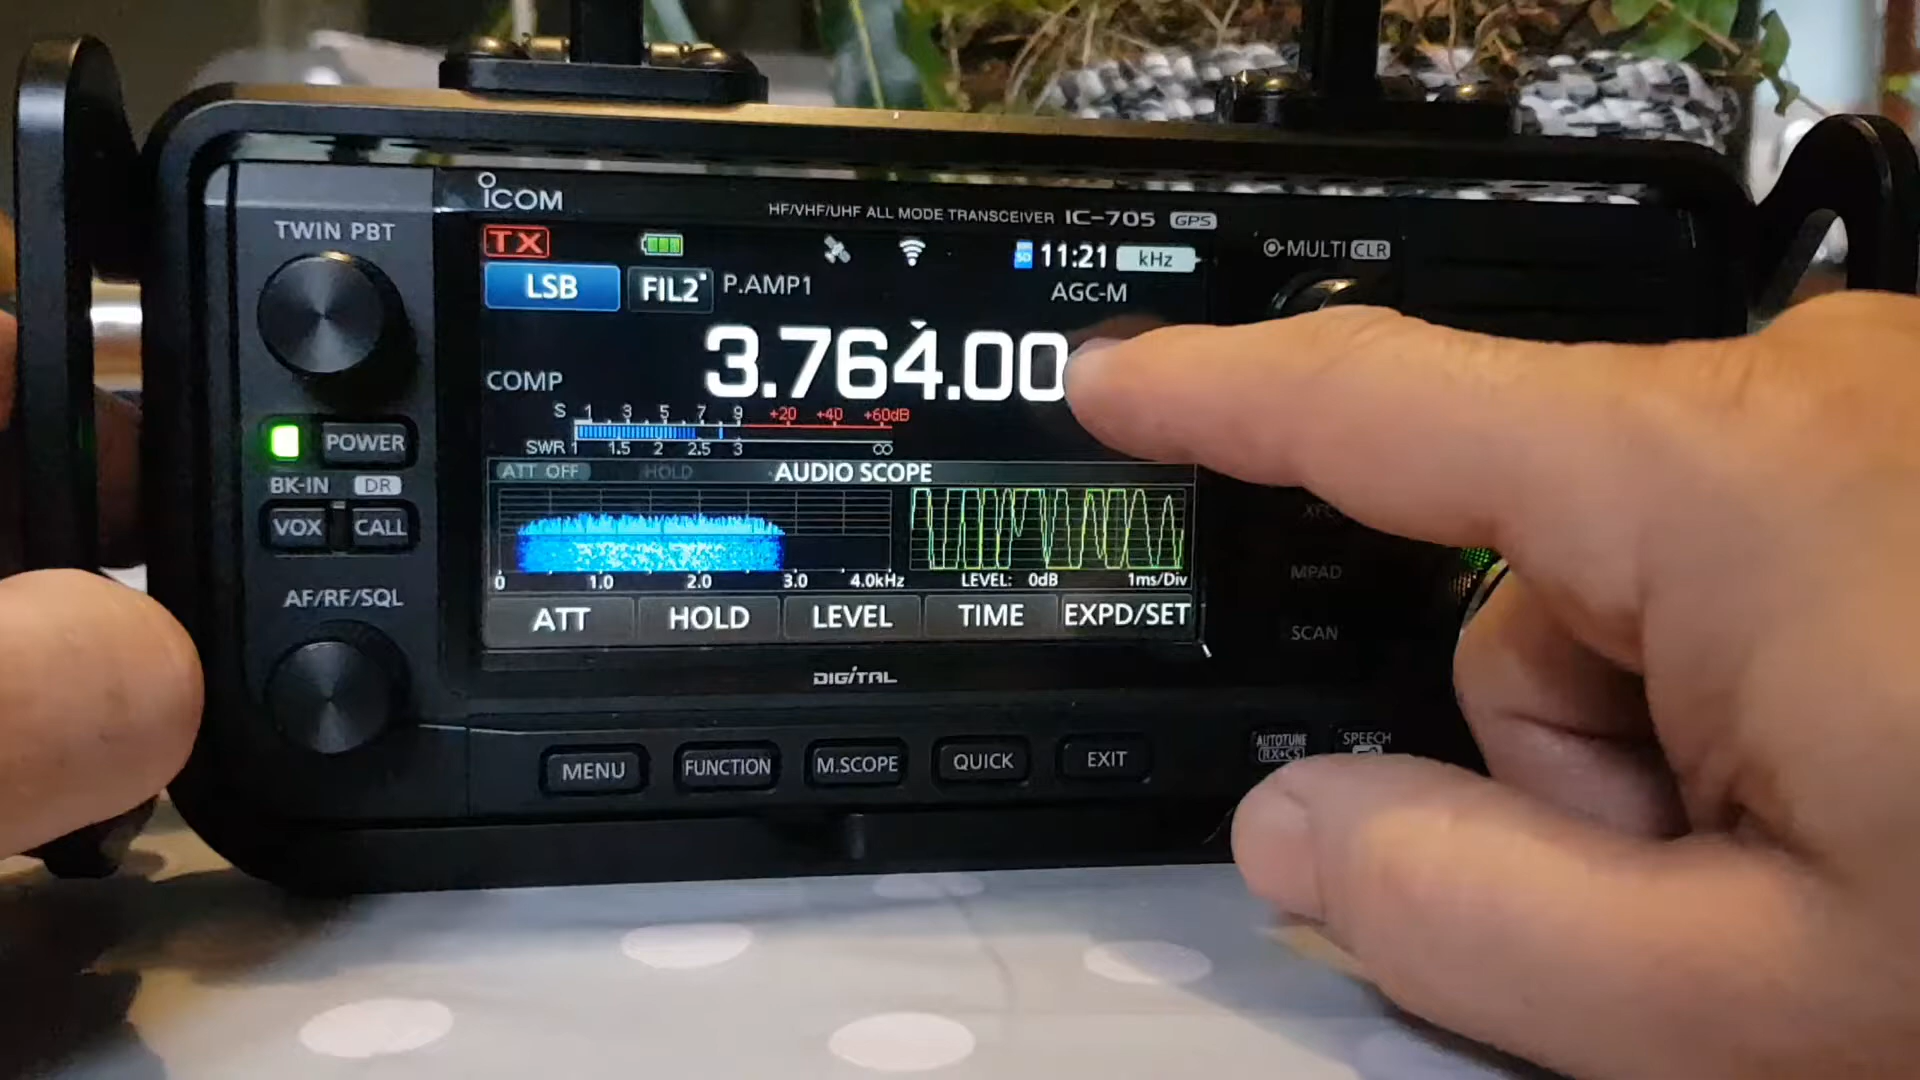 ICOM
HF/VHF/UHF ALL MODE TRANSCEIVER IC-705 GPS
TWIN PBT
MULTI CLR
TX
SD 11:21 kHz
LSB FIL2 P.AMP1 AGC-M
3.764.00
COMP
S 1 3 5 7 9 +20 +40 +60dB
SWR 1 1.5 2 2.5 3 ∞
POWER
ATT OFF HOLD AUDIO SCOPE
BK-IN DR
VOX CALL
MPAD
0 1.0 2.0 3.0 4.0kHz LEVEL: 0dB 1ms/Div
AF/RF/SQL
ATT HOLD LEVEL TIME EXPD/SET
SCAN
DIGITAL
AUTOTUNE SPEECH
RX→CS
MENU FUNCTION M.SCOPE QUICK EXIT